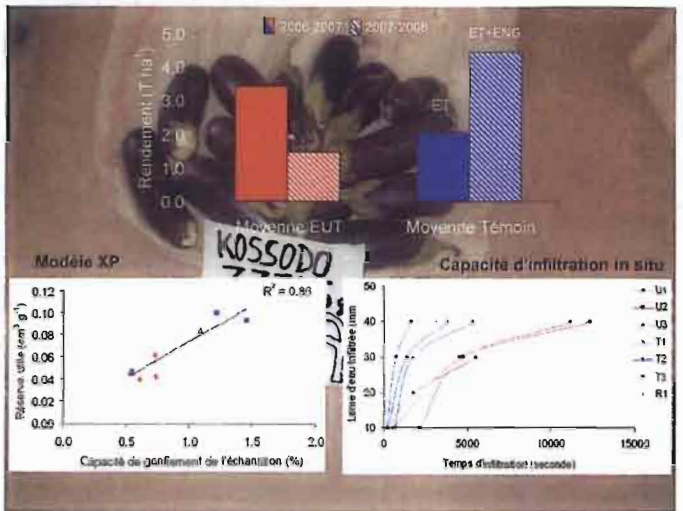 2006-2007 2007-2008
ET+ENG
5.0
4.0
3.0
2.0
1.0
0.0
Rendement (T ha⁻¹)
ET
Moyenne EUT
Moyenne Témoin
KOSSODO
Modèle XP
Capacité d'infiltration in situ
R² = 0.86
0.12
0.10
0.08
0.06
0.04
0.0
0.5
1.0
1.5
2.0
Réserve utile (cm³ g⁻¹)
Capacité de gonflement de l'échantillon (%)
50
40
30
20
10
0
5000
10000
15000
Lame d'eau infiltrée (mm
Temps d'infiltration (seconde)
U1
U2
U3
T1
T2
T3
R1